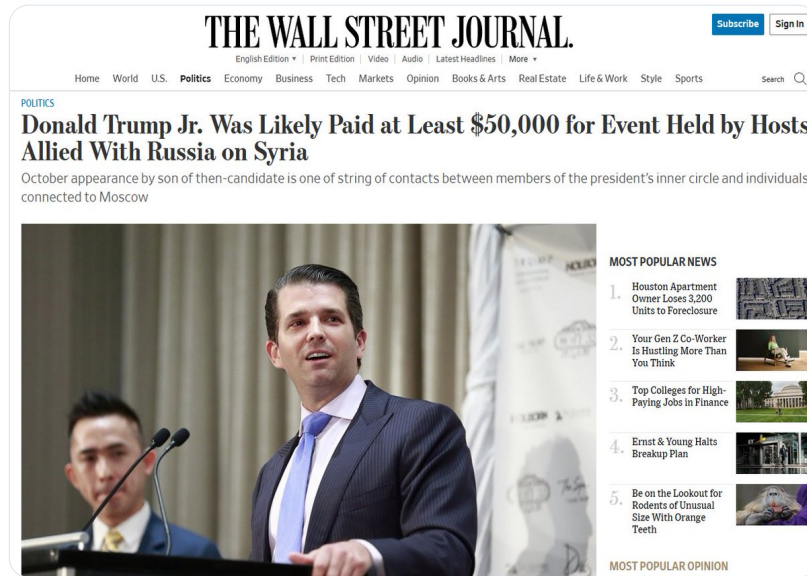 THE WALL STREET JOURNAL.
Subscribe
Sign In
English Edition
Print Edition
Video
Audio
Latest Headlines
More
Home
World
U.S.
Politics
Economy
Business
Tech
Markets
Opinion
Books & Arts
Real Estate
Life & Work
Style
Sports
Search
POLITICS
Donald Trump Jr. Was Likely Paid at Least $50,000 for Event Held by Hosts
Allied With Russia on Syria
October appearance by son of then-candidate is one of string of contacts between members of the president's inner circle and individuals
connected to Moscow
MOST POPULAR NEWS
1.
Houston Apartment
Owner Loses 3,200
Units to Foreclosure
2.
Your Gen Z Co-Worker
Is Hustling More Than
You Think
3.
Top Colleges for High-
Paying Jobs in Finance
4.
Ernst & Young Halts
Breakup Plan
5.
Be on the Lookout for
Rodents of Unusual
Size With Orange
Teeth
MOST POPULAR OPINION